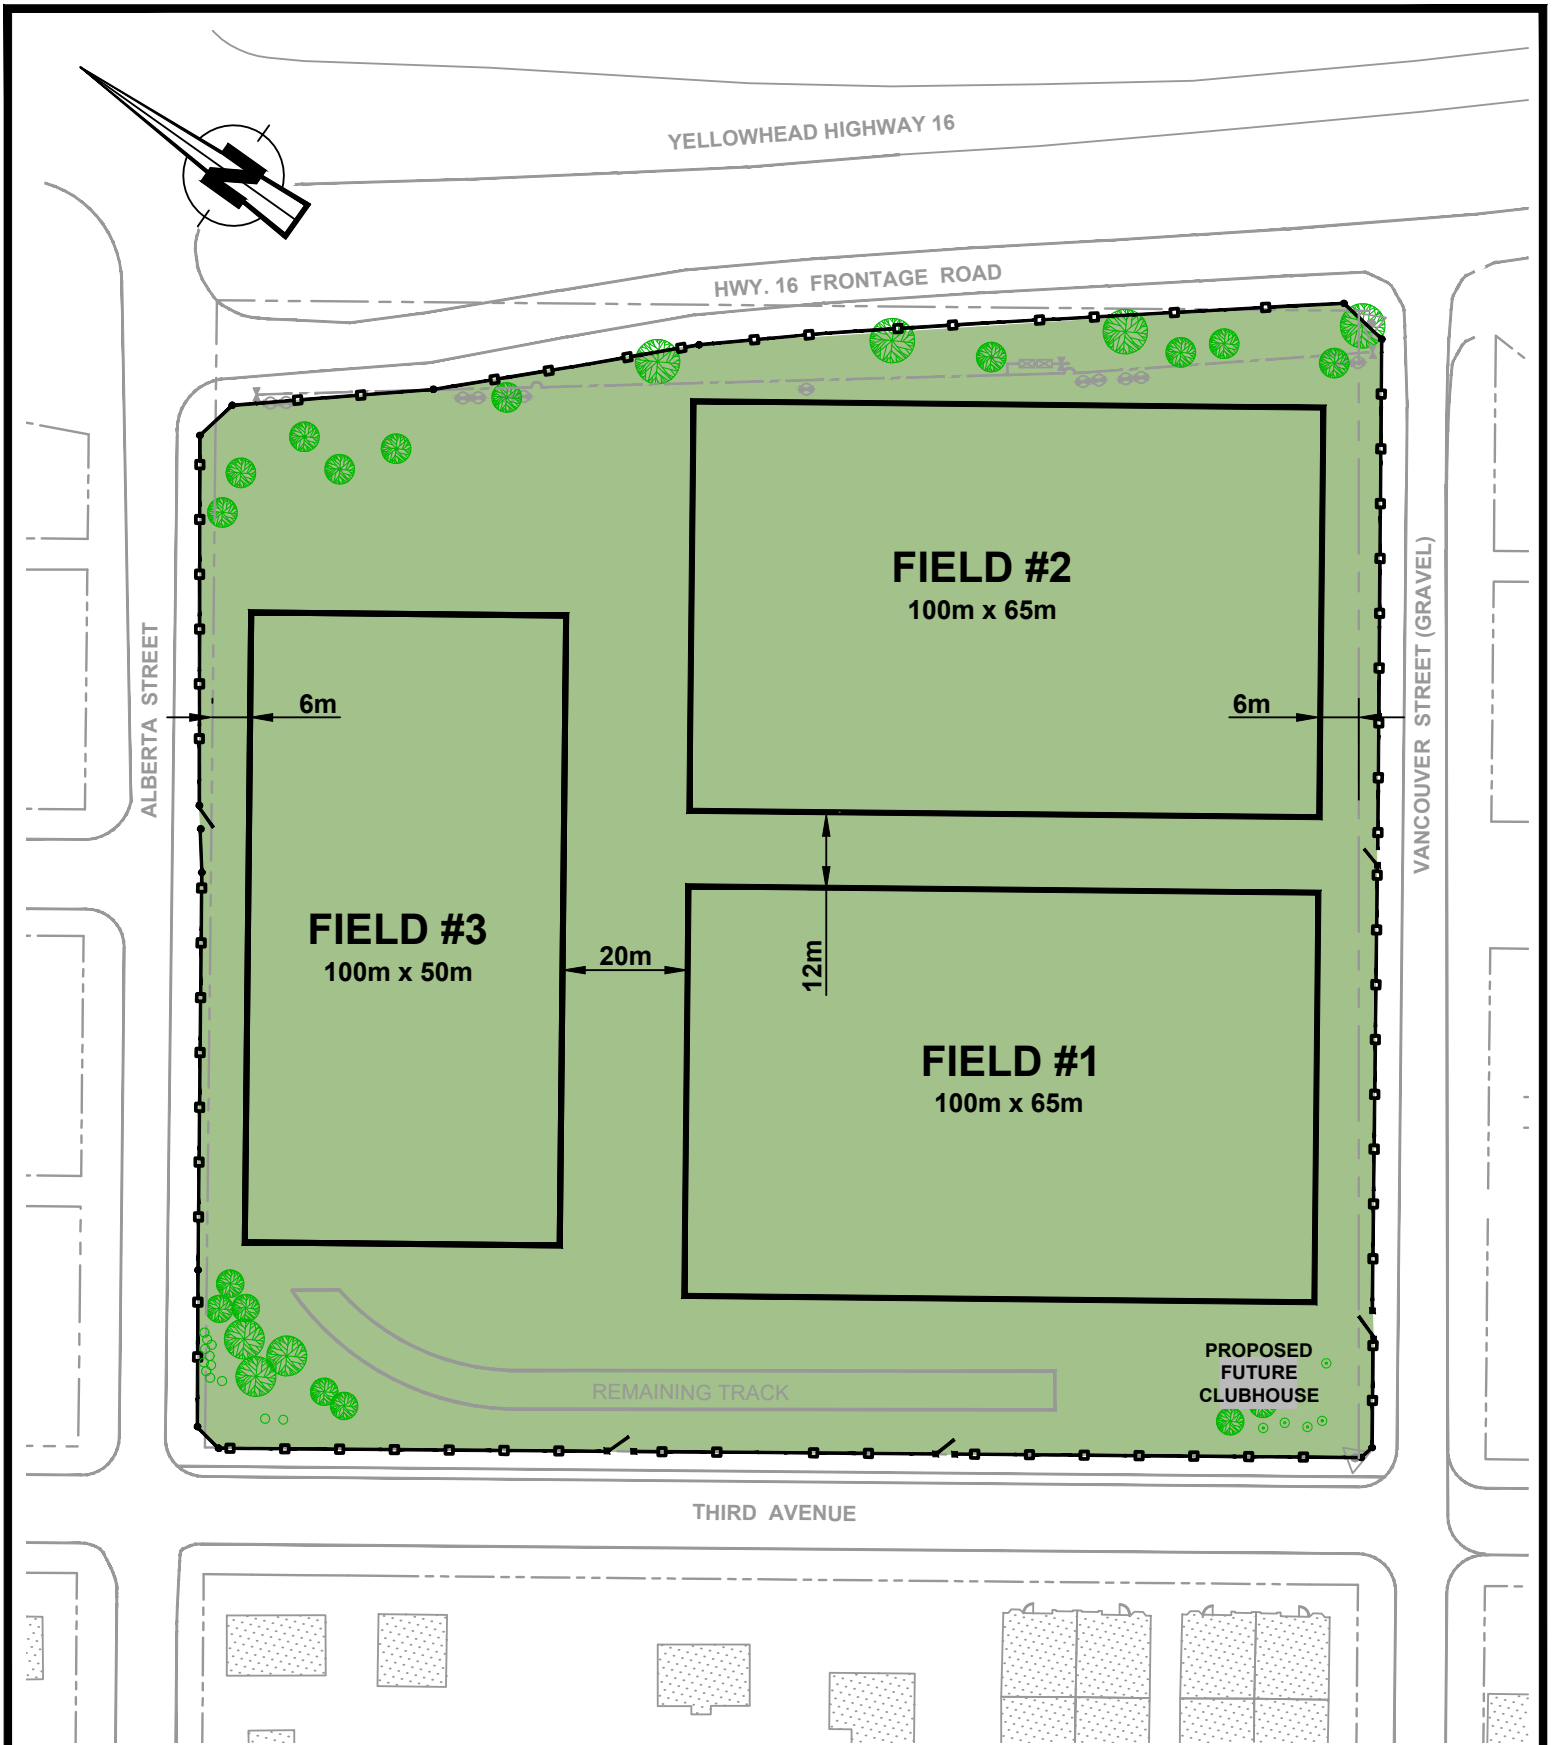 YELLOWHEAD HIGHWAY 16
N
HWY. 16 FRONTAGE ROAD
FIELD #2
100m x 65m
ALBERTA STREET
VANCOUVER STREET (GRAVEL)
6m
6m
FIELD #3
100m x 50m
20m
12m
FIELD #1
100m x 65m
PROPOSED
FUTURE
CLUBHOUSE
REMAINING TRACK
THIRD AVENUE